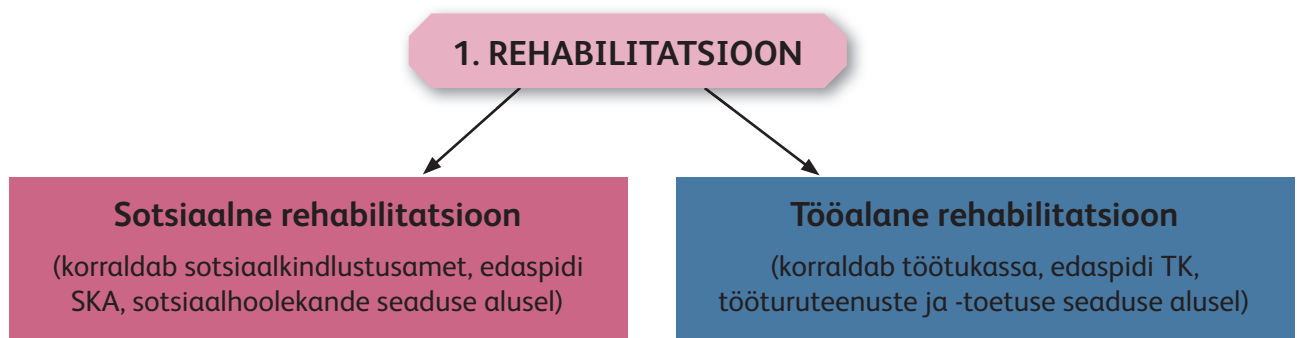 1. REHABILITATSIOON
Sotsiaalne rehabilitatsioon
(korraldab sotsiaalkindlustusamet, edaspidi
SKA, sotsiaalhoolekande seaduse alusel)
Tööalane rehabilitatsioon
(korraldab töötukassa, edaspidi TK,
tööturuteenuste ja -toetuse seaduse alusel)